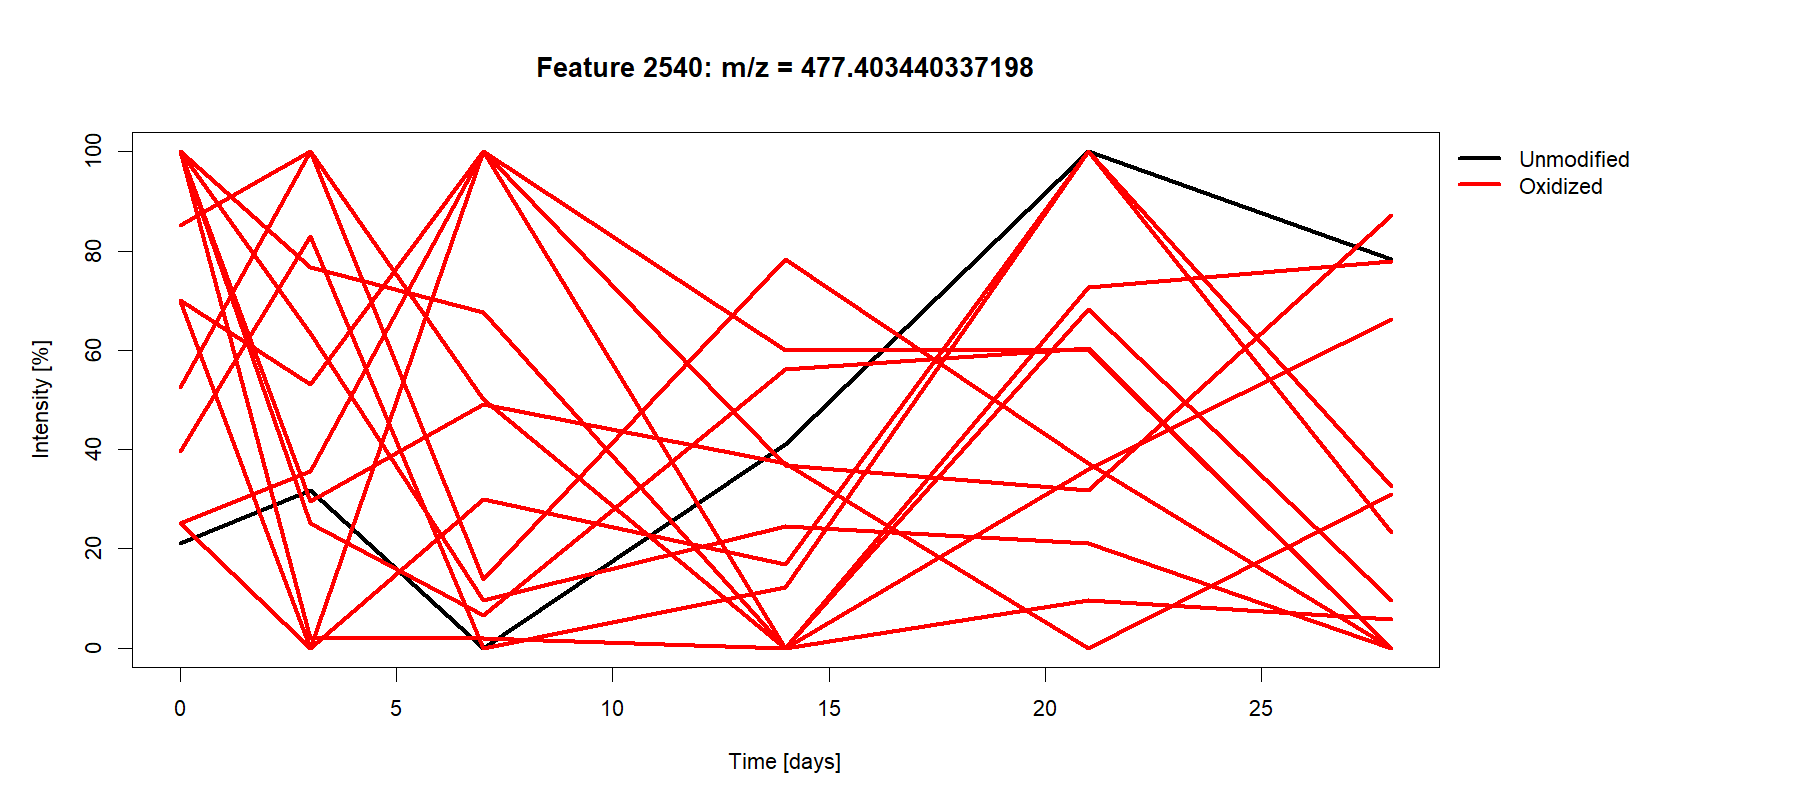 Feature 2540: m/z = 477.403440337198
Unmodified
Oxidized
Intensity [%]
100
80
60
40
20
0
0 5 10 15 20 25
Time [days]